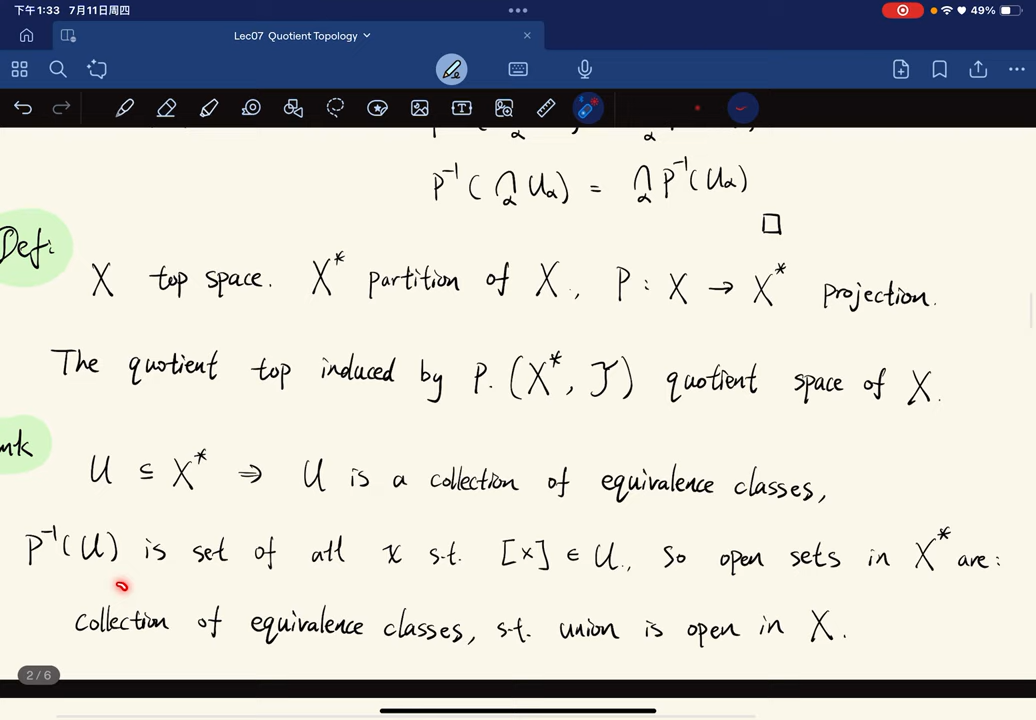 下午1:33 7月11日周四
49%
Lec07 Quotient Topology
P⁻¹(⋂_α U_α) = ⋂_α P⁻¹(U_α)
□
Def:
X top space. X* partition of X, P: X → X* projection.
The quotient top induced by P. (X*, 𝒯) quotient space of X.
mk
U ⊆ X* ⇒ U is a collection of equivalence classes,
P⁻¹(U) is set of all x s.t. [x] ∈ U, so open sets in X* are:
collection of equivalence classes, s.t. union is open in X.
2 / 6